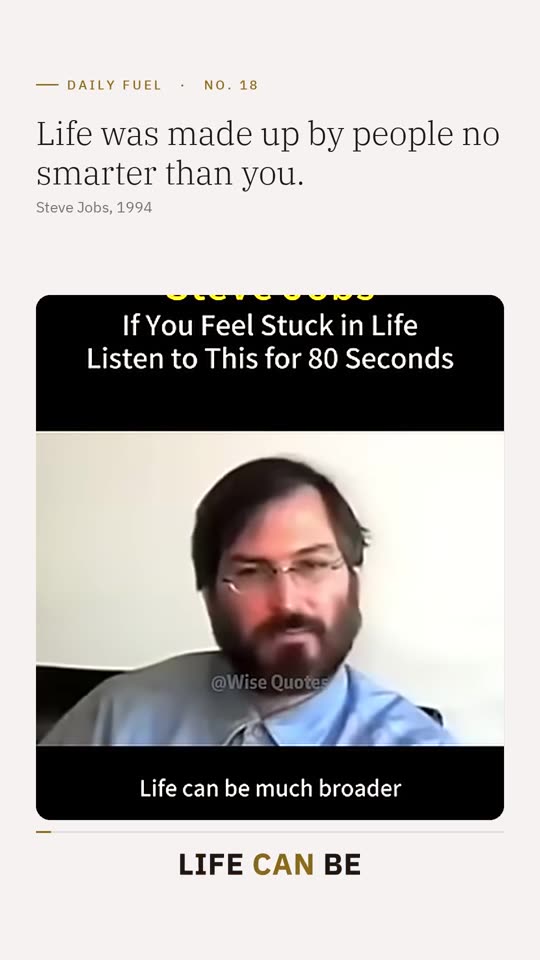 DAILY FUEL · NO. 18
Life was made up by people no
smarter than you.
Steve Jobs, 1994
Steve Jobs
If You Feel Stuck in Life
Listen to This for 80 Seconds
@Wise Quotes
Life can be much broader
LIFE CAN BE